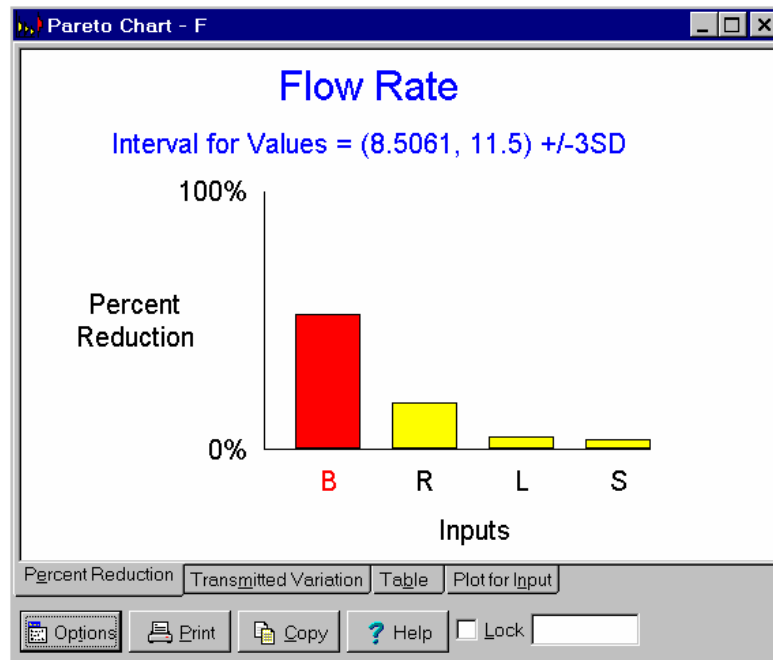 Pareto Chart - F
Flow Rate
Interval for Values = (8.5061, 11.5) +/-3SD
100%
Percent
Reduction
0%
B R L S
Inputs
Percent Reduction Transmitted Variation Table Plot for Input
Options Print Copy ? Help Lock